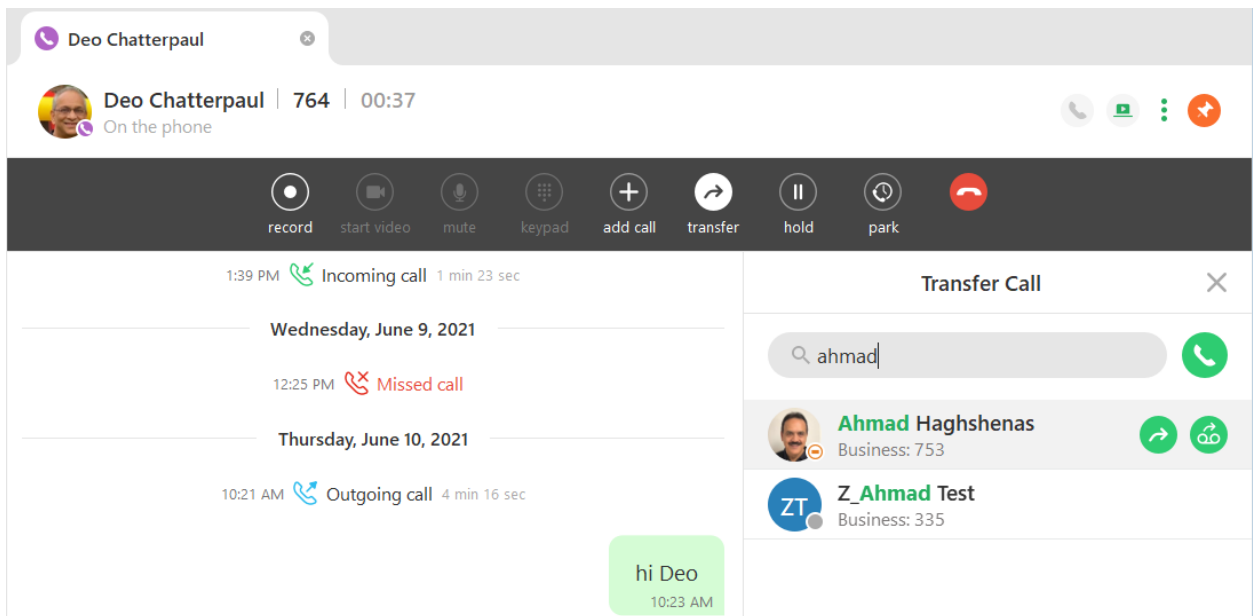 Deo Chatterpaul
Deo Chatterpaul 764 00:37
On the phone
record start video mute keypad add call transfer hold park
1:39 PM Incoming call 1 min 23 sec
Wednesday, June 9, 2021
12:25 PM Missed call
Thursday, June 10, 2021
10:21 AM Outgoing call 4 min 16 sec
hi Deo
10:23 AM
Transfer Call
ahmad
Ahmad Haghshenas
Business: 753
ZT
Z_Ahmad Test
Business: 335